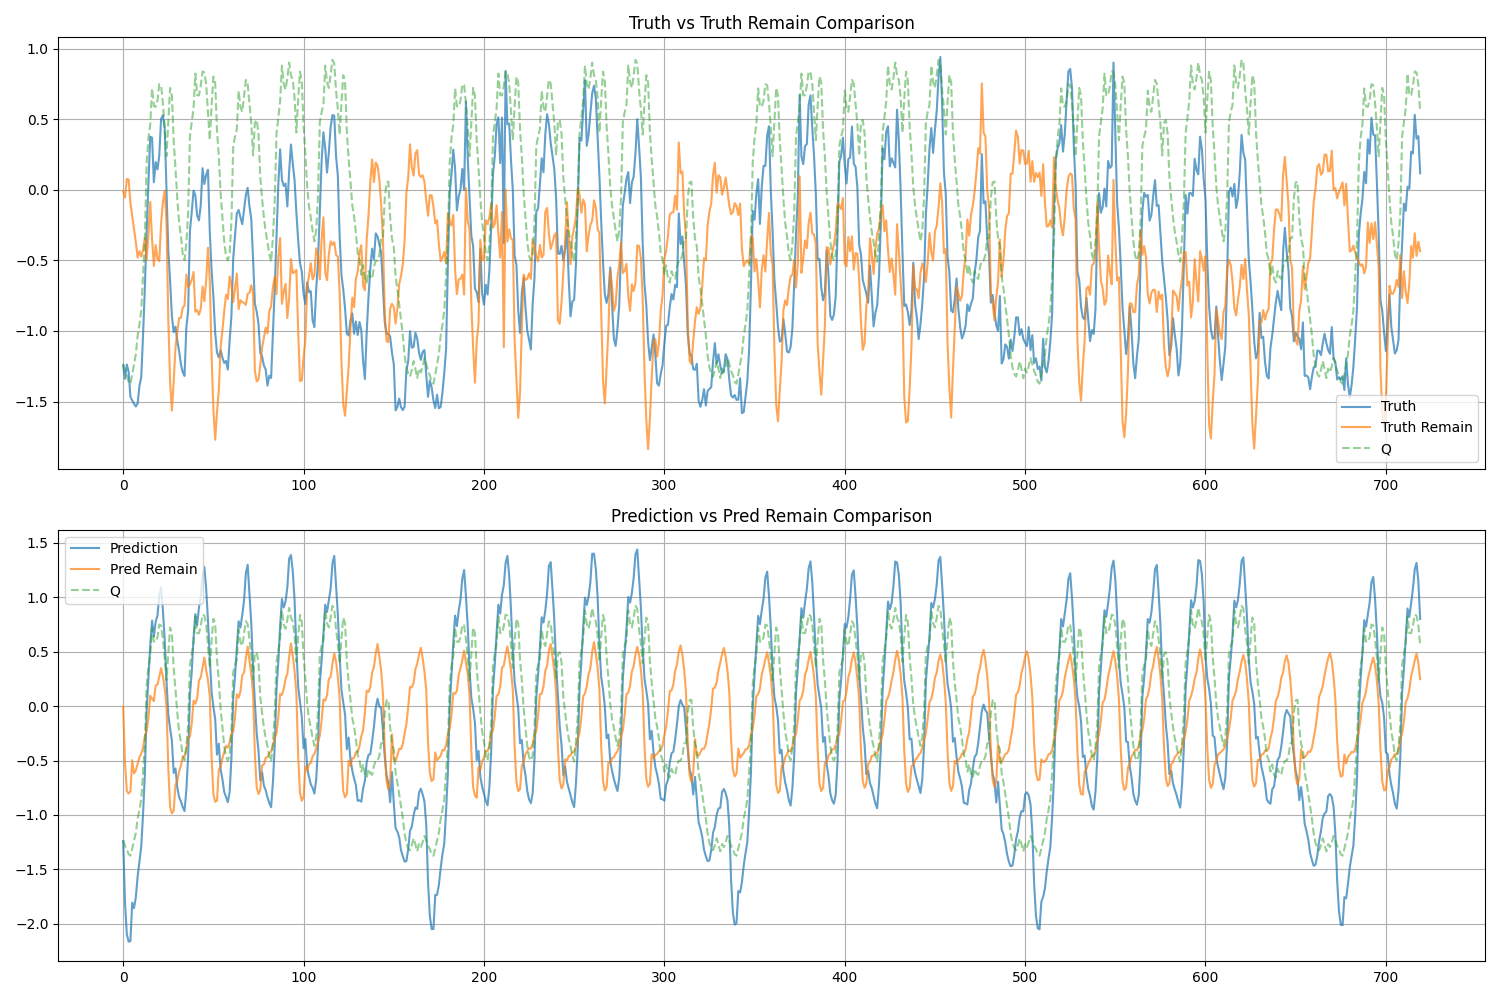 Truth vs Truth Remain Comparison
1.0
0.5
0.0
−0.5
−1.0
−1.5
Truth
Truth Remain
Q
0 100 200 300 400 500 600 700
Prediction vs Pred Remain Comparison
1.5
1.0
0.5
0.0
−0.5
−1.0
−1.5
−2.0
Prediction
Pred Remain
Q
0 100 200 300 400 500 600 700